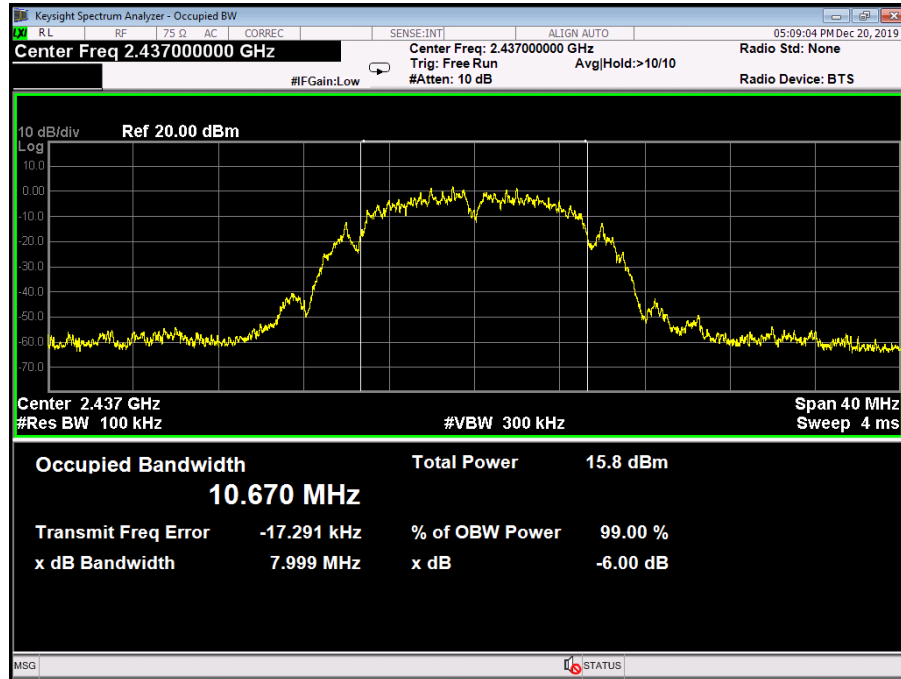 Keysight Spectrum Analyzer - Occupied BW
LXI RL RF 75 Ω AC CORREC SENSE:INT ALIGN AUTO 05:09:04 PM Dec 20, 2019
Center Freq 2.437000000 GHz Center Freq: 2.437000000 GHz Radio Std: None
Trig: Free Run Avg|Hold:>10/10
#IFGain:Low #Atten: 10 dB Radio Device: BTS
10 dB/div Ref 20.00 dBm
Log
10.0
0.00
-10.0
-20.0
-30.0
-40.0
-50.0
-60.0
-70.0
Center 2.437 GHz Span 40 MHz
#Res BW 100 kHz #VBW 300 kHz Sweep 4 ms
Occupied Bandwidth Total Power 15.8 dBm
10.670 MHz
Transmit Freq Error -17.291 kHz % of OBW Power 99.00 %
x dB Bandwidth 7.999 MHz x dB -6.00 dB
MSG STATUS